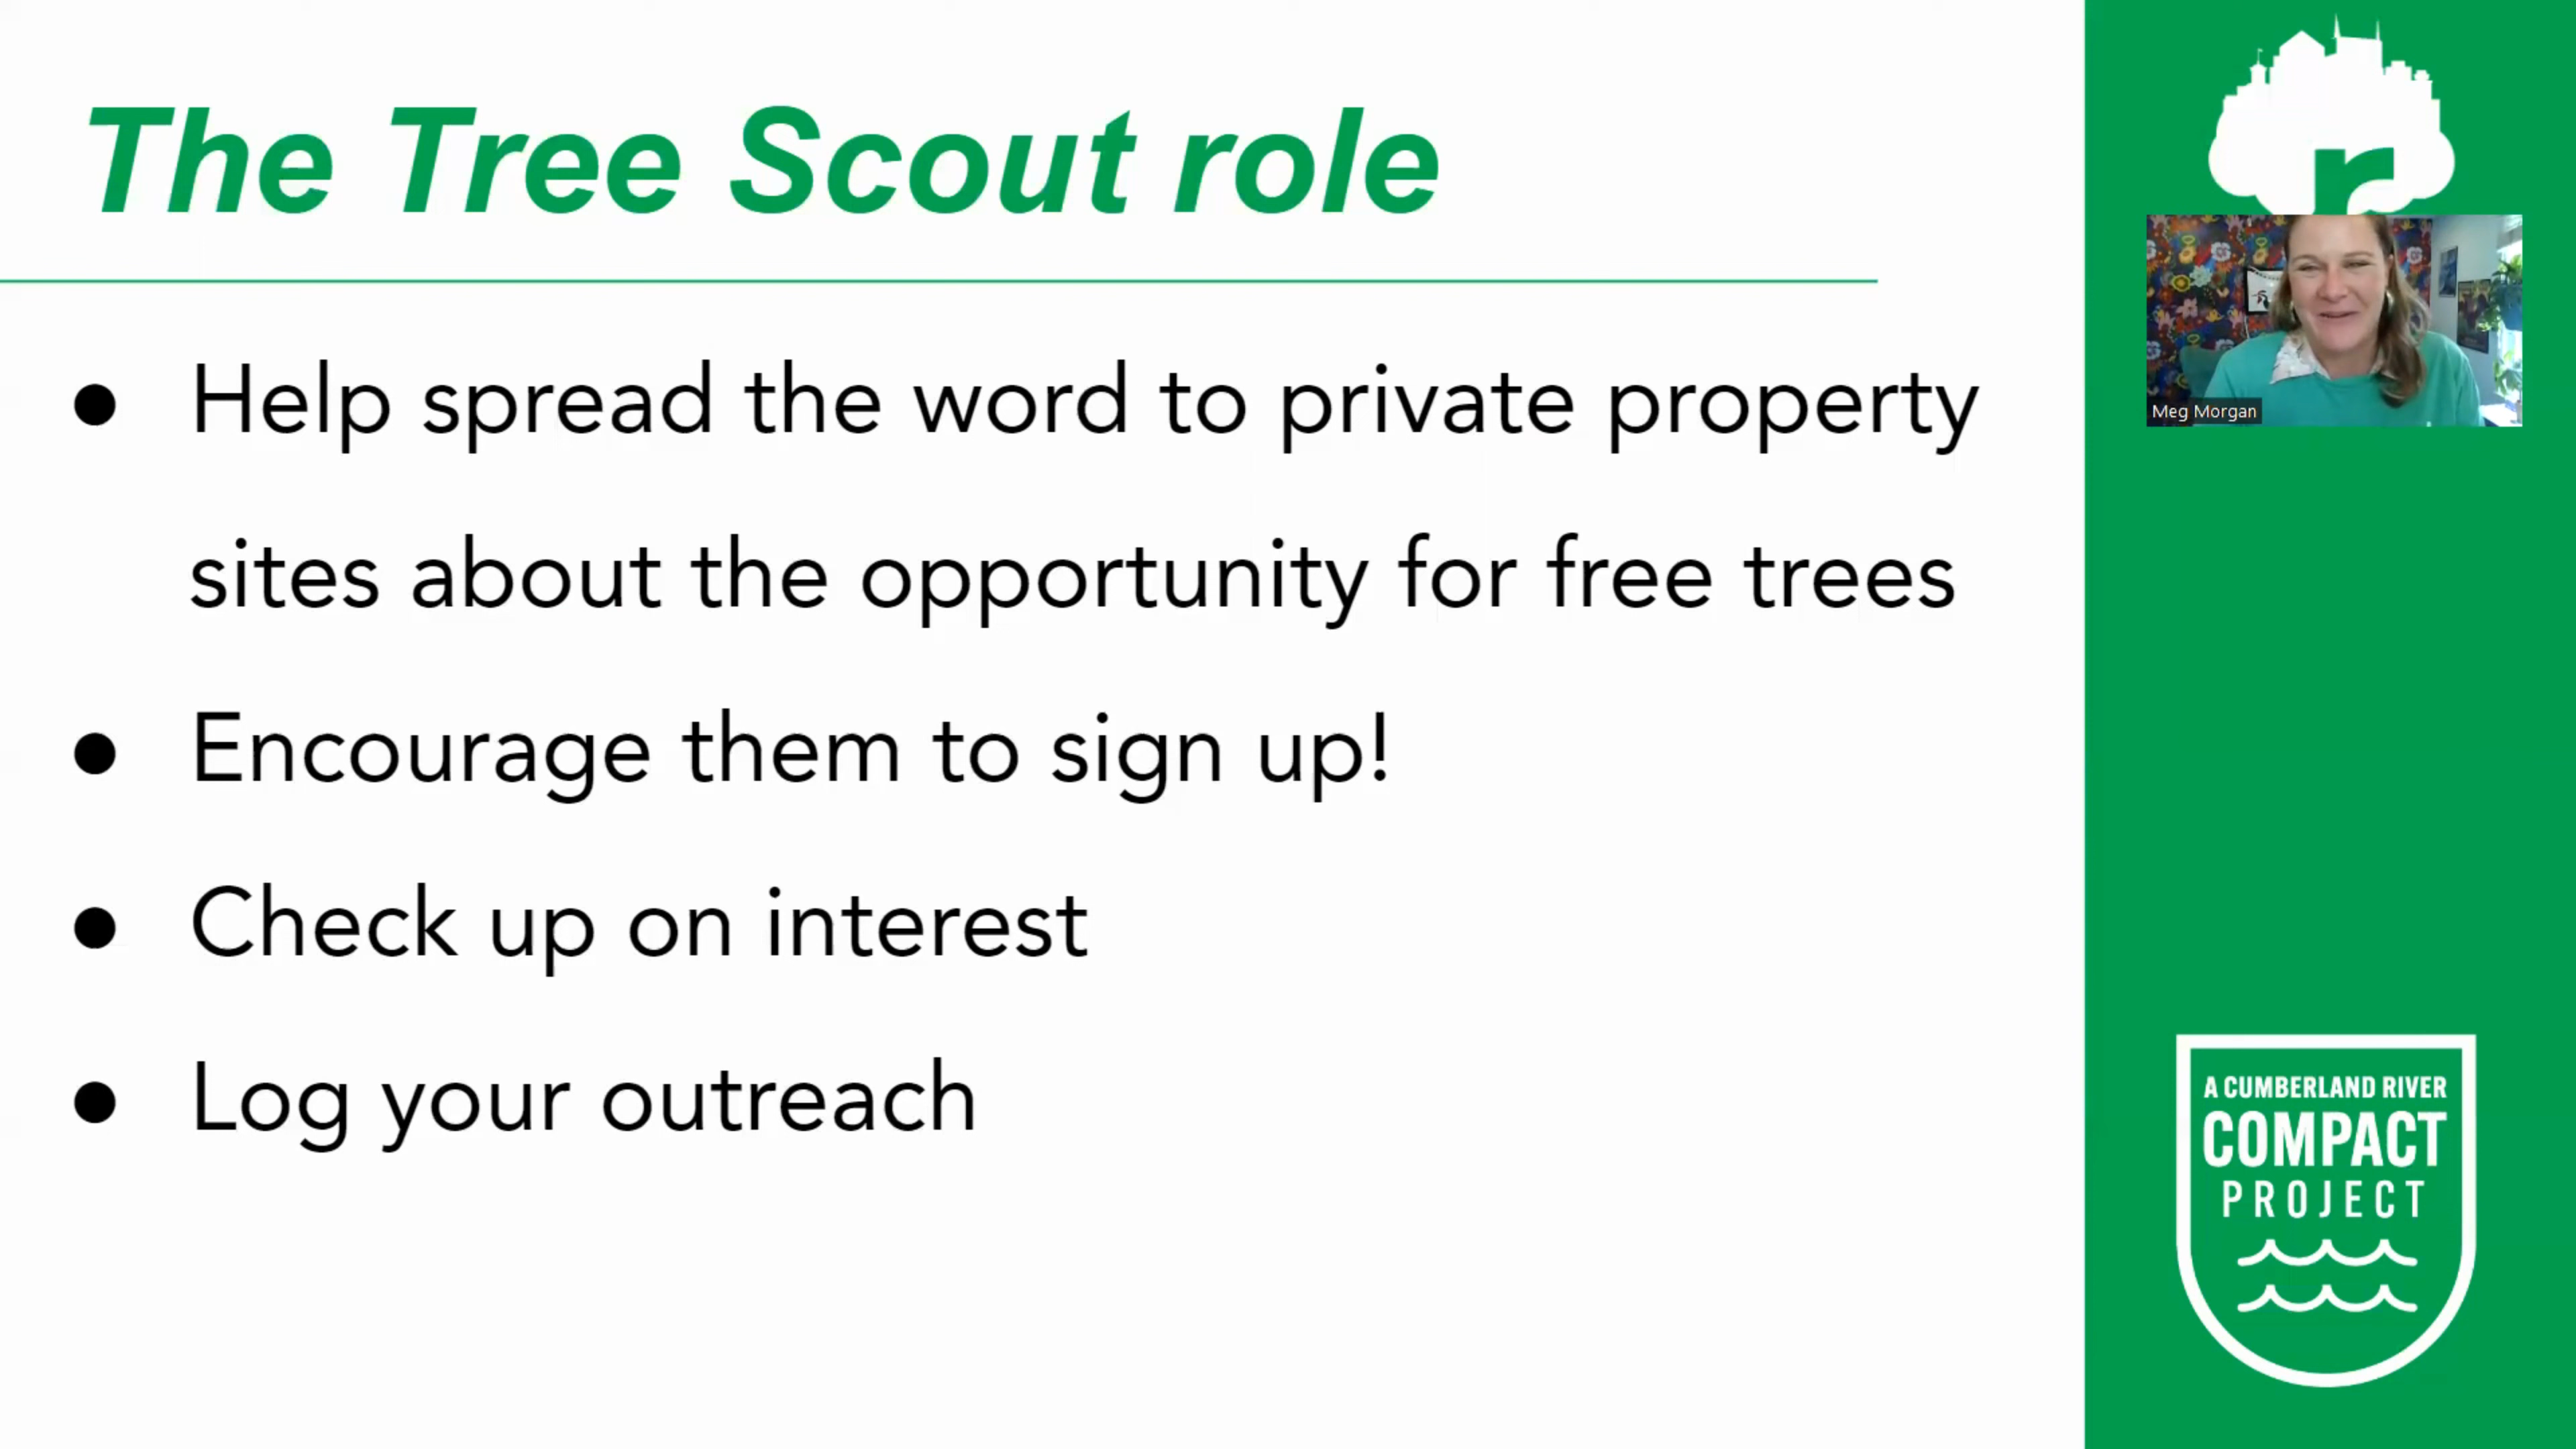 The Tree Scout role
● Help spread the word to private property
sites about the opportunity for free trees
● Encourage them to sign up!
● Check up on interest
● Log your outreach
r
Meg Morgan
A CUMBERLAND RIVER
COMPACT
PROJECT